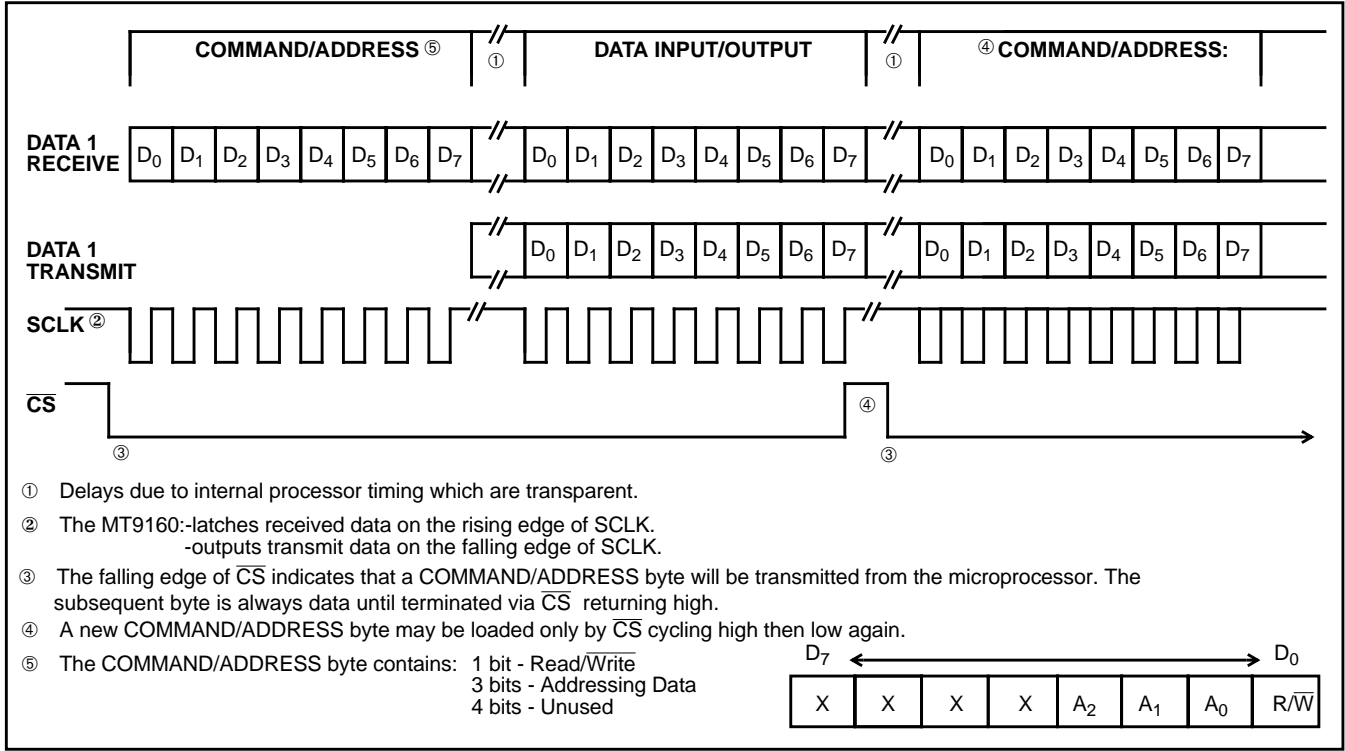 COMMAND/ADDRESS ⑤ ① DATA INPUT/OUTPUT ① ④ COMMAND/ADDRESS:
DATA 1
RECEIVE
D0 D1 D2 D3 D4 D5 D6 D7 D0 D1 D2 D3 D4 D5 D6 D7 D0 D1 D2 D3 D4 D5 D6 D7
DATA 1
TRANSMIT
D0 D1 D2 D3 D4 D5 D6 D7 D0 D1 D2 D3 D4 D5 D6 D7
SCLK ②
C̅S̅ ④
③ ③
① Delays due to internal processor timing which are transparent.
② The MT9160:-latches received data on the rising edge of SCLK.
-outputs transmit data on the falling edge of SCLK.
③ The falling edge of C̅S̅ indicates that a COMMAND/ADDRESS byte will be transmitted from the microprocessor. The
subsequent byte is always data until terminated via C̅S̅ returning high.
④ A new COMMAND/ADDRESS byte may be loaded only by C̅S̅ cycling high then low again.
⑤ The COMMAND/ADDRESS byte contains: 1 bit - Read/W̅r̅i̅t̅e̅
3 bits - Addressing Data
4 bits - Unused
D7 D0
X X X X A2 A1 A0 R/W̅